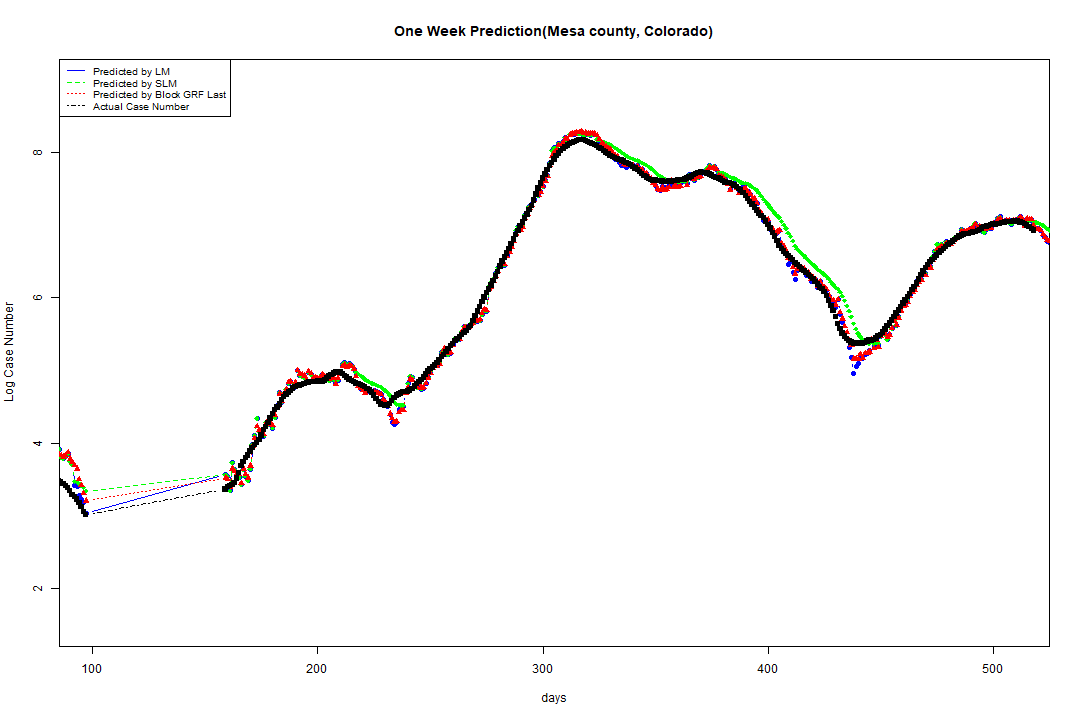 One Week Prediction(Mesa county, Colorado)
Predicted by LM
Predicted by SLM
Predicted by Block GRF Last
Actual Case Number
8
6
4
2
Log Case Number
100 200 300 400 500
days